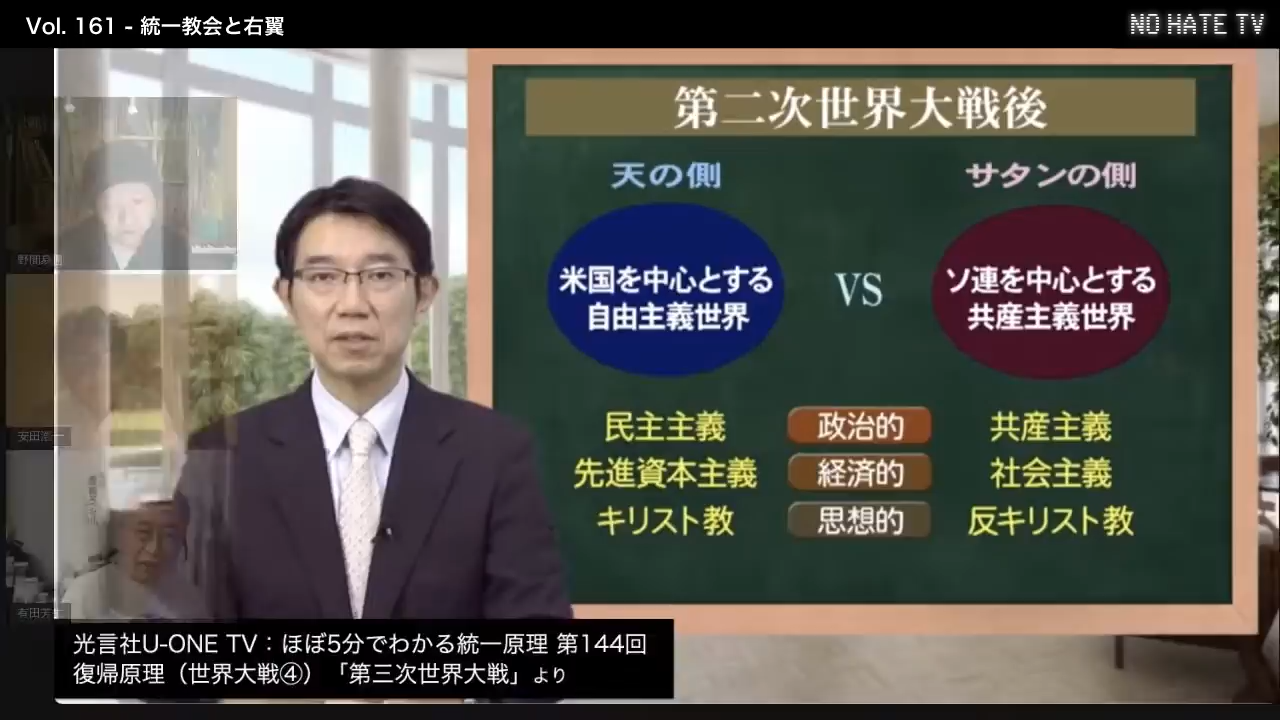 Vol. 161 - 統一教会と右翼
NO HATE TV
第二次世界大戦後
天の側
サタンの側
米国を中心とする
自由主義世界
VS
ソ連を中心とする
共産主義世界
民主主義
政治的
共産主義
先進資本主義
経済的
社会主義
キリスト教
思想的
反キリスト教
安田浩一
光言社U-ONE TV：ほぼ5分でわかる統一原理 第144回
復帰原理（世界大戦④）「第三次世界大戦」より